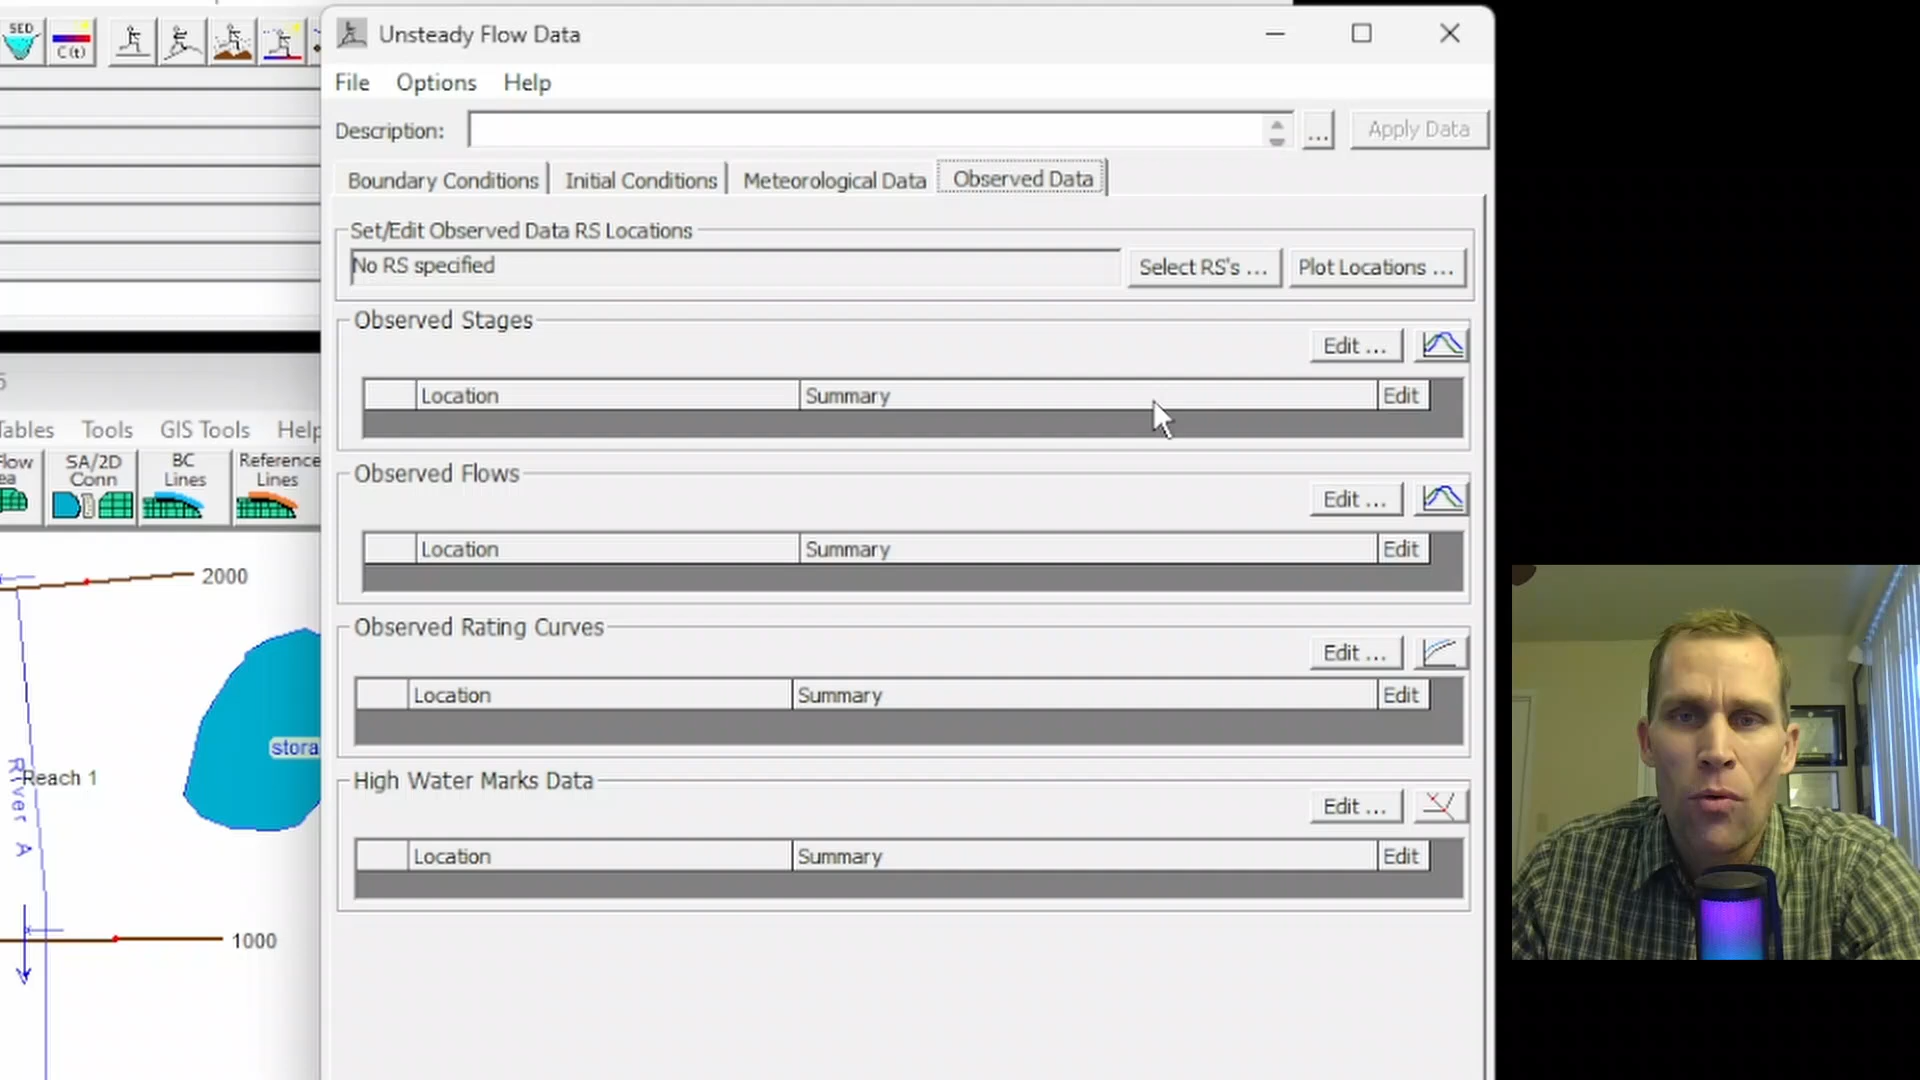 SED
C(t)
Unsteady Flow Data
File Options Help
Description:
...
Apply Data
Boundary Conditions Initial Conditions Meteorological Data Observed Data
Set/Edit Observed Data RS Locations
No RS specified
Select RS's ...
Plot Locations ...
Observed Stages
Edit ...
Location Summary Edit
Observed Flows
Edit ...
Location Summary Edit
Observed Rating Curves
Edit ...
Location Summary Edit
High Water Marks Data
Edit ...
Location Summary Edit
Tables Tools GIS Tools Help
SA/2D
Conn
BC
Lines
Reference
Lines
2000
stora
Reach 1
River A
1000